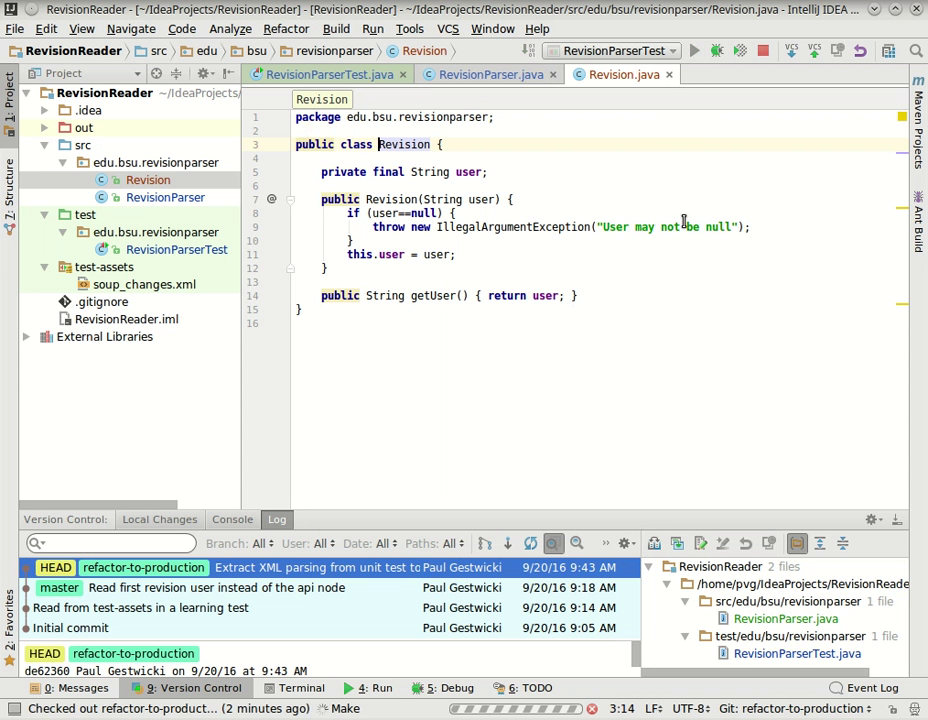 RevisionReader - [~/IdeaProjects/RevisionReader] - [RevisionReader] - ~/IdeaProjects/RevisionReader/src/edu/bsu/revisionparser/Revision.java - IntelliJ IDEA ...
File Edit View Navigate Code Analyze Refactor Build Run Tools VCS Window Help
RevisionReader src edu bsu revisionparser Revision RevisionParserTest VCS VCS
Project RevisionParserTest.java RevisionParser.java Revision.java
1: Project
7: Structure
2: Favorites
Maven Projects
Ant Build
RevisionReader ~/IdeaProjects/
.idea
out
src
edu.bsu.revisionparser
Revision
RevisionParser
test
edu.bsu.revisionparser
RevisionParserTest
test-assets
soup_changes.xml
.gitignore
RevisionReader.iml
External Libraries
Revision
1 package edu.bsu.revisionparser;
2
3 public class Revision {
4
5 private final String user;
6
7 @ public Revision(String user) {
8 if (user==null) {
9 throw new IllegalArgumentException("User may not be null");
10 }
11 this.user = user;
12 }
13
14 public String getUser() { return user; }
15 }
16
Version Control: Local Changes Console Log
Branch: All User: All Date: All Paths: All
HEAD refactor-to-production Extract XML parsing from unit test to Paul Gestwicki 9/20/16 9:43 AM
master Read first revision user instead of the api node Paul Gestwicki 9/20/16 9:18 AM
Read from test-assets in a learning test Paul Gestwicki 9/20/16 9:14 AM
Initial commit Paul Gestwicki 9/20/16 9:05 AM
HEAD refactor-to-production
de62360 Paul Gestwicki on 9/20/16 at 9:43 AM
RevisionReader 2 files
/home/pvg/IdeaProjects/RevisionReade
src/edu/bsu/revisionparser 1 file
RevisionParser.java
test/edu/bsu/revisionparser 1 file
RevisionParserTest.java
0: Messages 9: Version Control Terminal 4: Run 5: Debug 6: TODO Event Log
Checked out refactor-to-product... (2 minutes ago) Make 3:14 LF÷ UTF-8÷ Git: refactor-to-production÷